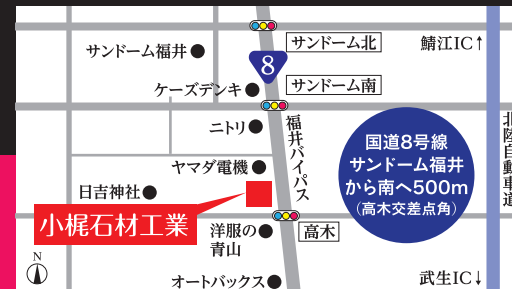 サンドーム北
鯖江IC↑
サンドーム福井
8
ケーズデンキ
サンドーム南
ニトリ
福井バイパス
北陸自動車道
国道8号線
サンドーム福井
から南へ500m
(高木交差点角)
ヤマダ電機
日吉神社
小梶石材工業
洋服の
青山
高木
N
オートバックス
武生IC↓